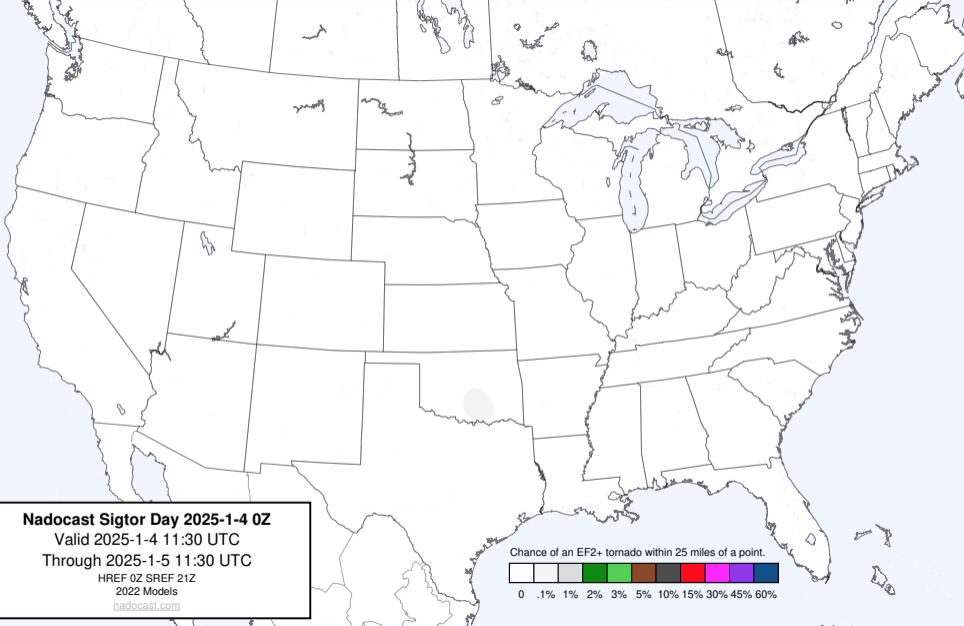 Nadocast Sigtor Day 2025-1-4 0Z
Valid 2025-1-4 11:30 UTC
Through 2025-1-5 11:30 UTC
HREF 0Z SREF 21Z
2022 Models
nadocast.com
Chance of an EF2+ tornado within 25 miles of a point.
0 .1% 1% 2% 3% 5% 10% 15% 30% 45% 60%